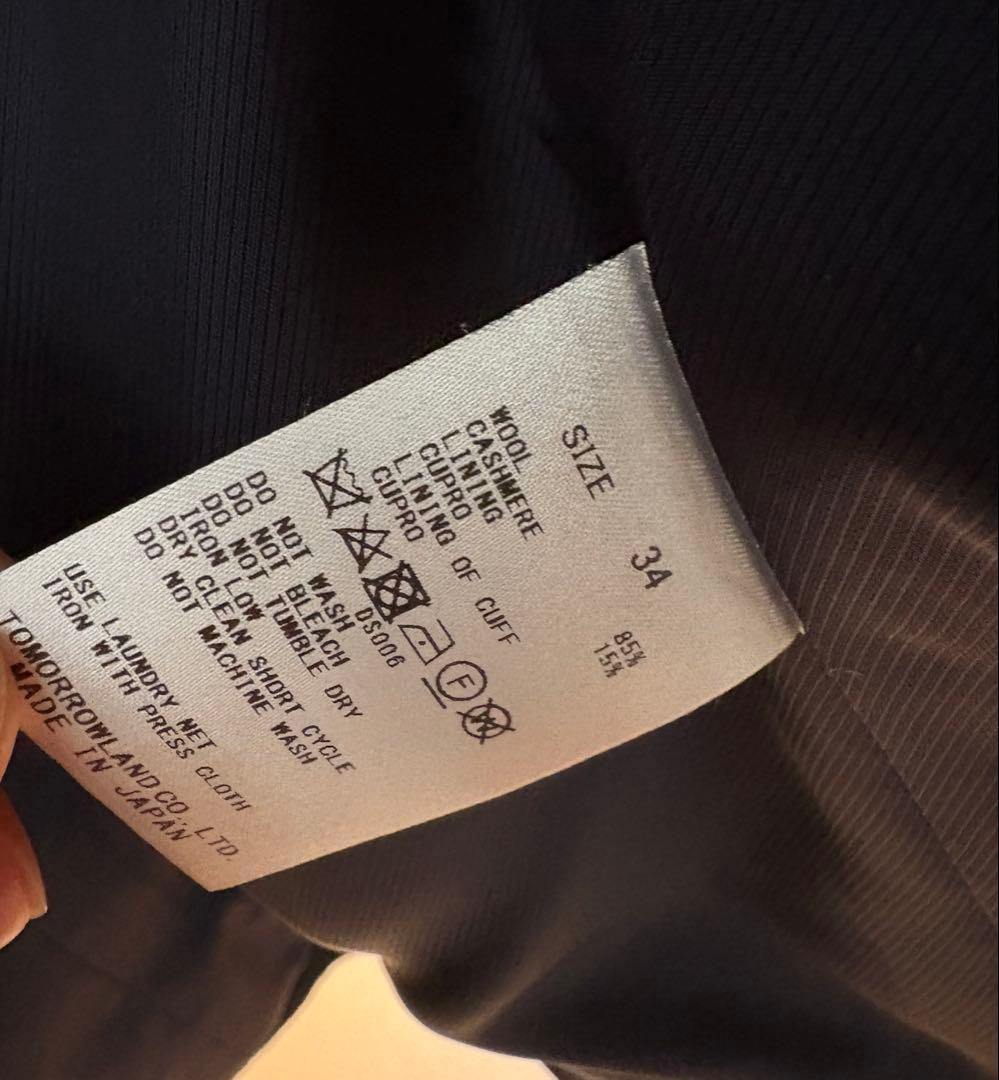 SIZE 34
WOOL 85%
CASHMERE 15%
LINING
CUPRO
LINING OF CUFF
CUPRO
DS006
F
W
DO NOT WASH
DO NOT BLEACH
DO NOT TUMBLE DRY
IRON LOW
DRY CLEAN SHORT CYCLE
DO NOT MACHINE WASH
USE LAUNDRY NET
IRON WITH PRESS CLOTH
TOMORROWLAND CO., LTD.
MADE IN JAPAN